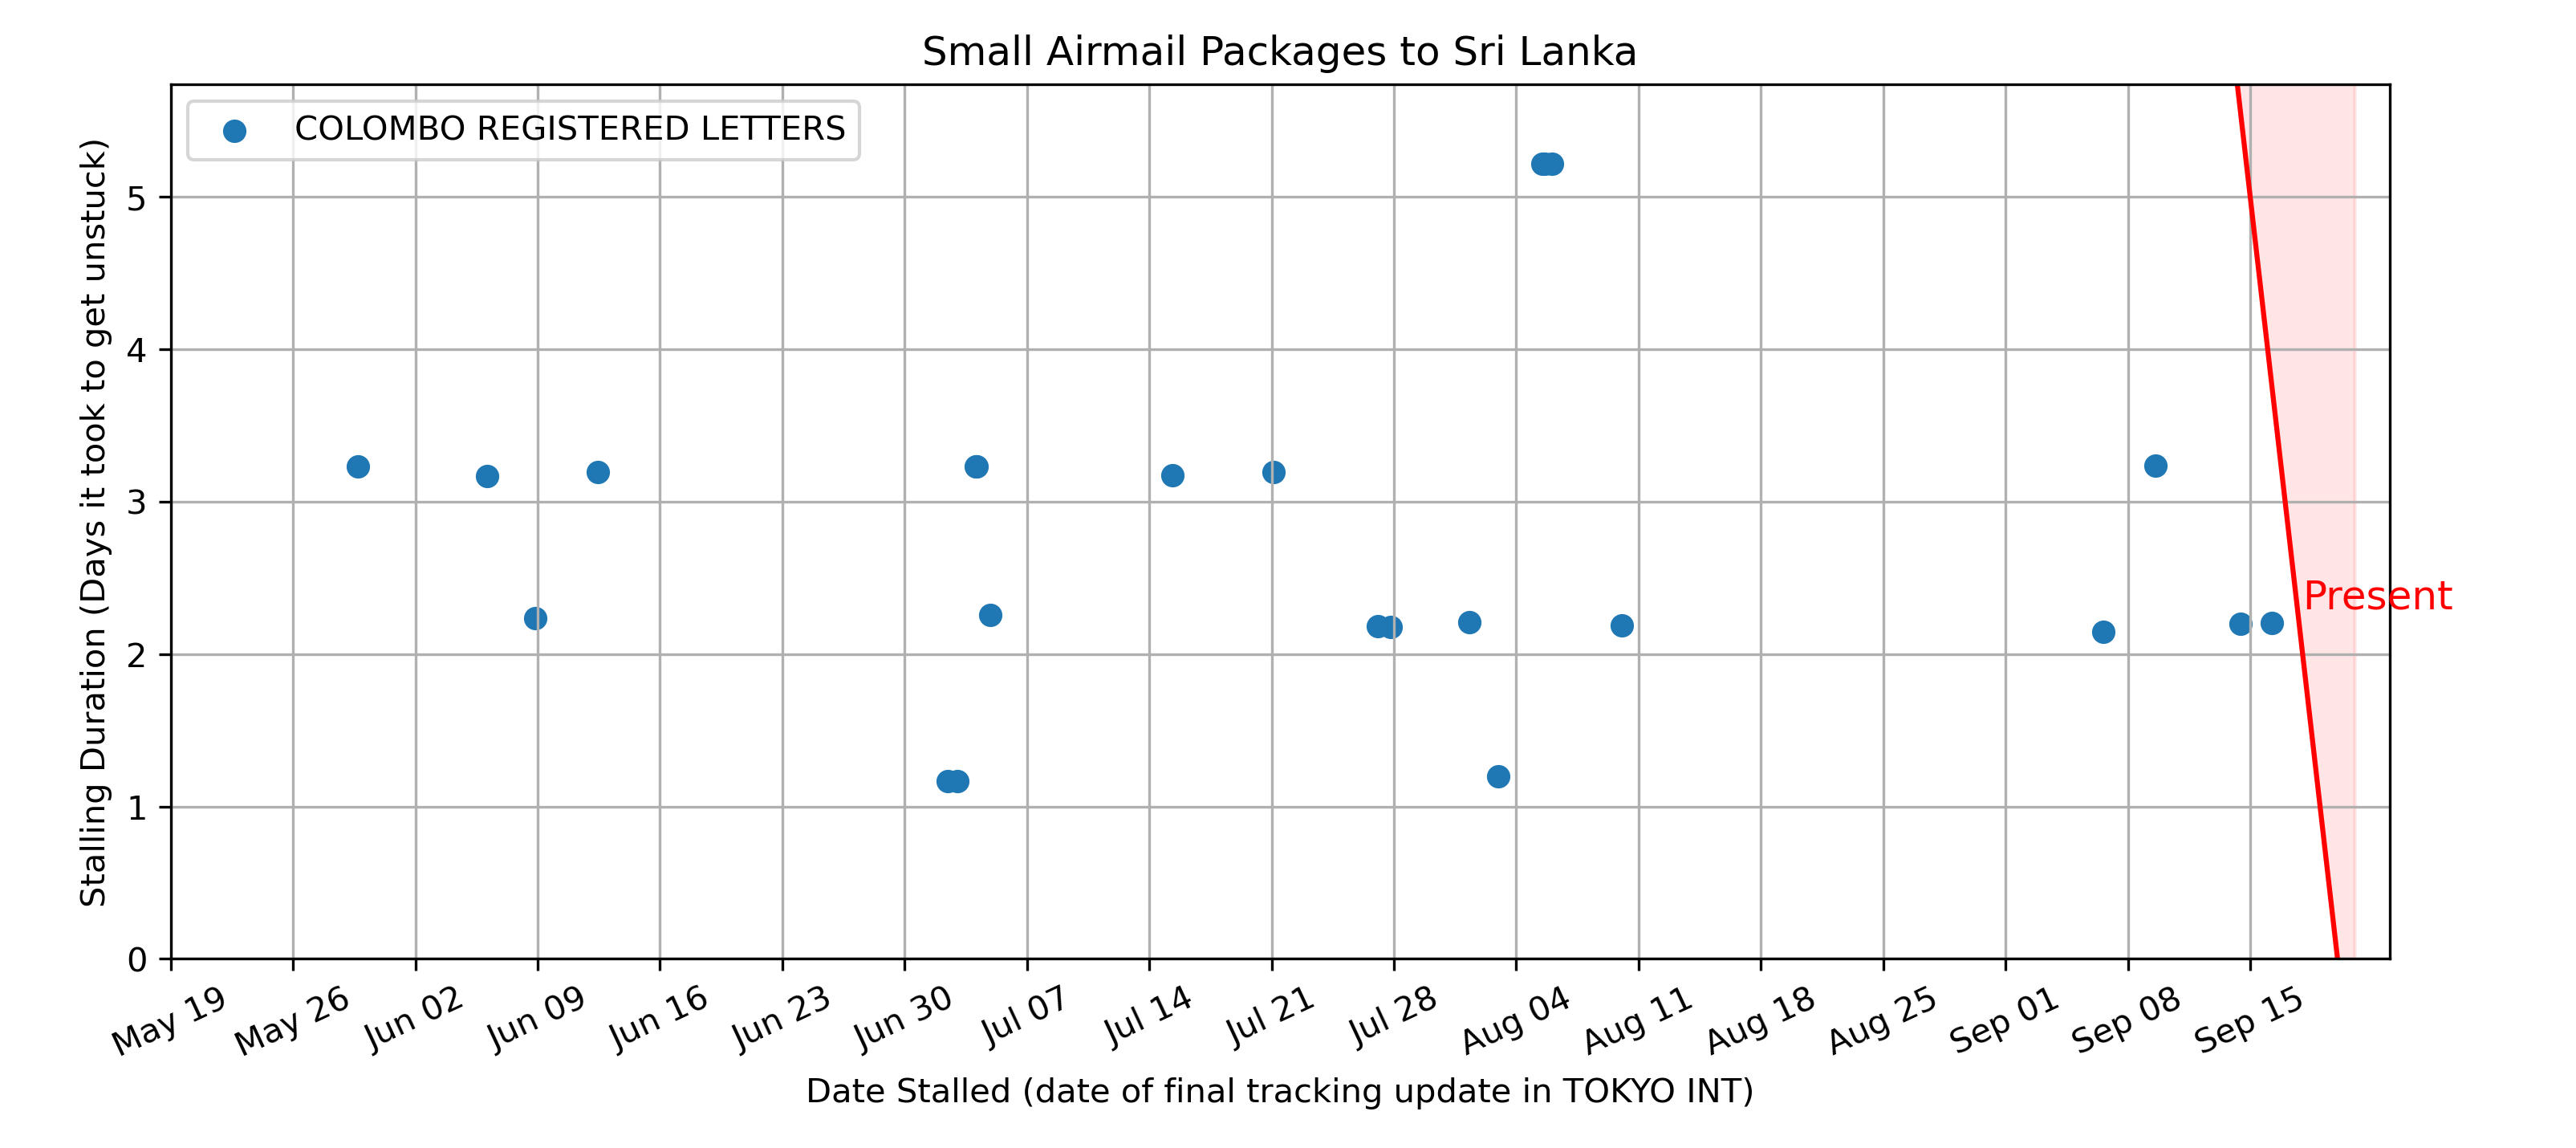 Small Airmail Packages to Sri Lanka
COLOMBO REGISTERED LETTERS
Stalling Duration (Days it took to get unstuck)
5
4
3
2
1
0
Present
May 19
May 26
Jun 02
Jun 09
Jun 16
Jun 23
Jun 30
Jul 07
Jul 14
Jul 21
Jul 28
Aug 04
Aug 11
Aug 18
Aug 25
Sep 01
Sep 08
Sep 15
Date Stalled (date of final tracking update in TOKYO INT)